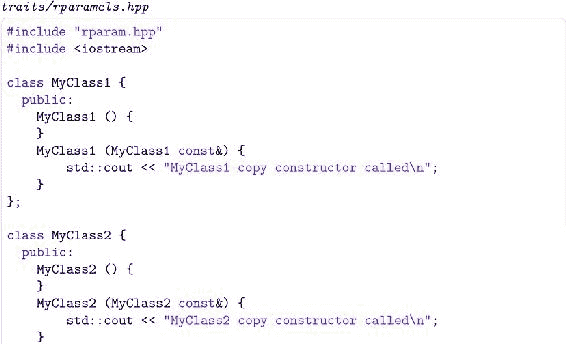 traits/rparamcls.hpp
#include "rparam.hpp"
#include <iostream>
class MyClass1 {
public:
MyClass1 () {
}
MyClass1 (MyClass1 const&) {
std::cout << "MyClass1 copy constructor called\n";
}
};
class MyClass2 {
public:
MyClass2 () {
}
MyClass2 (MyClass2 const&) {
std::cout << "MyClass2 copy constructor called\n";
}